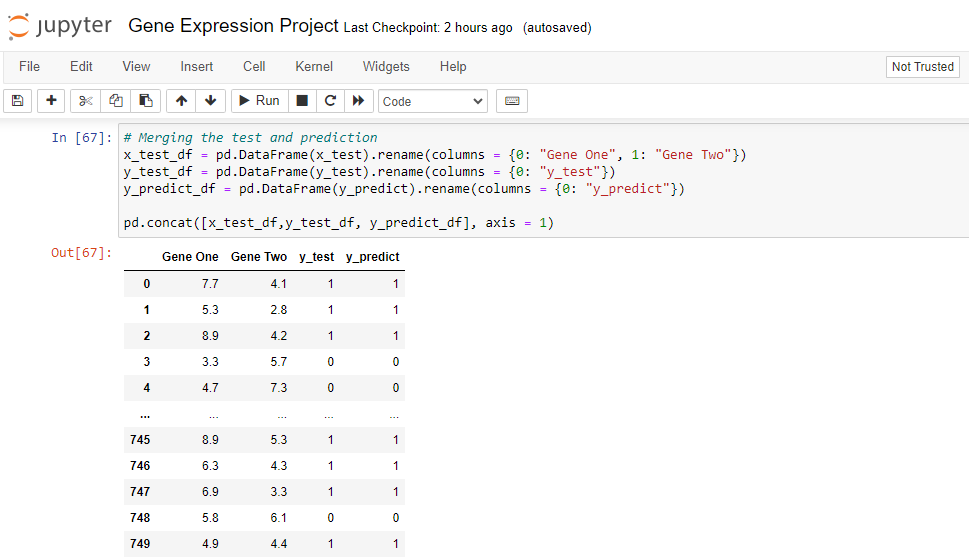 jupyter Gene Expression Project Last Checkpoint: 2 hours ago (autosaved)
File Edit View Insert Cell Kernel Widgets Help Not Trusted
Run Code
In [67]: # Merging the test and prediction
x_test_df = pd.DataFrame(x_test).rename(columns = {0: "Gene One", 1: "Gene Two"})
y_test_df = pd.DataFrame(y_test).rename(columns = {0: "y_test"})
y_predict_df = pd.DataFrame(y_predict).rename(columns = {0: "y_predict"})
pd.concat([x_test_df,y_test_df, y_predict_df], axis = 1)
Out[67]:
Gene One Gene Two y_test y_predict
0 7.7 4.1 1 1
1 5.3 2.8 1 1
2 8.9 4.2 1 1
3 3.3 5.7 0 0
4 4.7 7.3 0 0
... ... ... ... ...
745 8.9 5.3 1 1
746 6.3 4.3 1 1
747 6.9 3.3 1 1
748 5.8 6.1 0 0
749 4.9 4.4 1 1